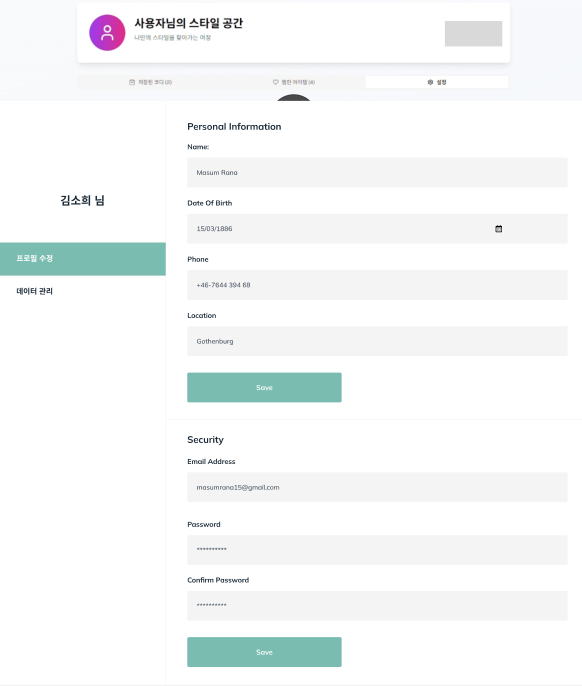 사용자님의 스타일 공간
나만의 스타일을 찾아가는 여정
저장된 코디 (2)
찜한 아이템 (4)
설정
김소희 님
프로필 수정
데이터 관리
Personal Information
Name:
Masum Rana
Date Of Birth
15/03/1886
Phone
+46-7644 394 68
Location
Gothenburg
Save
Security
Email Address
masumrana15@gmail.com
Password
**********
Confirm Password
**********
Save